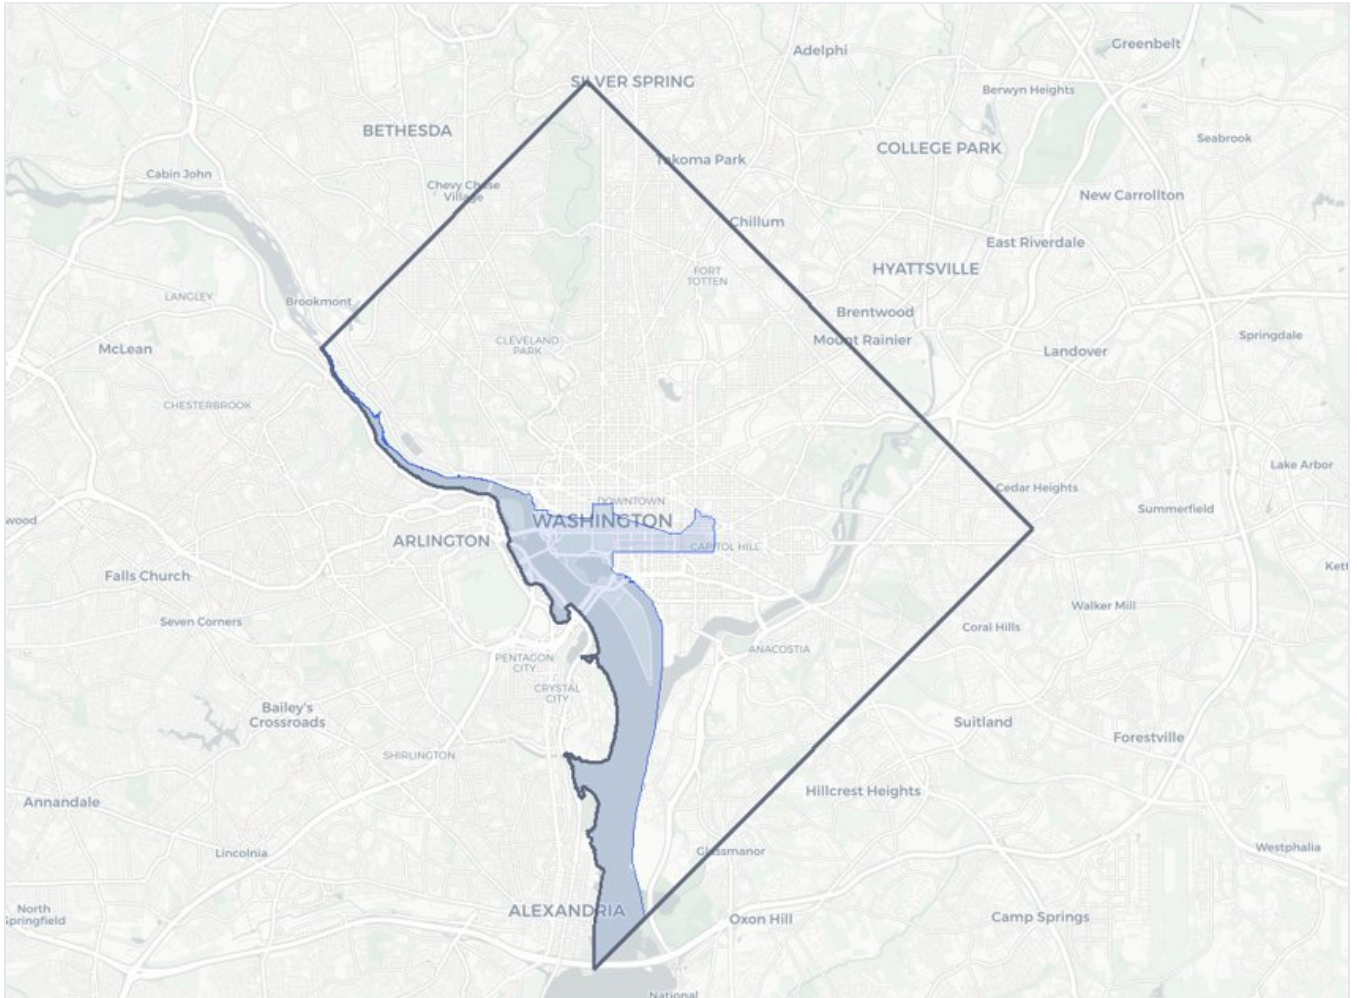 Adelphi
Greenbelt
SILVER SPRING
Berwyn Heights
BETHESDA
Seabrook
COLLEGE PARK
Takoma Park
Cabin John
Chevy Chase
Village
New Carrollton
Chillum
East Riverdale
HYATTSVILLE
FORT
TOTTEN
LANGLEY
Brookmont
Brentwood
Springdale
CLEVELAND
PARK
Mount Rainier
McLean
Landover
CHESTERBROOK
Lake Arbor
Cedar Heights
DOWNTOWN
Summerfield
wood
WASHINGTON
ARLINGTON
CAPITOL HILL
Kett
Falls Church
Walker Mill
Seven Corners
Coral Hills
ANACOSTIA
PENTAGON
CITY
CRYSTAL
CITY
Bailey's
Crossroads
Suitland
Forestville
SHIRLINGTON
Hillcrest Heights
Annandale
Lincolnia
Glassmanor
Westphalia
North
Springfield
ALEXANDRIA
Oxon Hill
Camp Springs
National